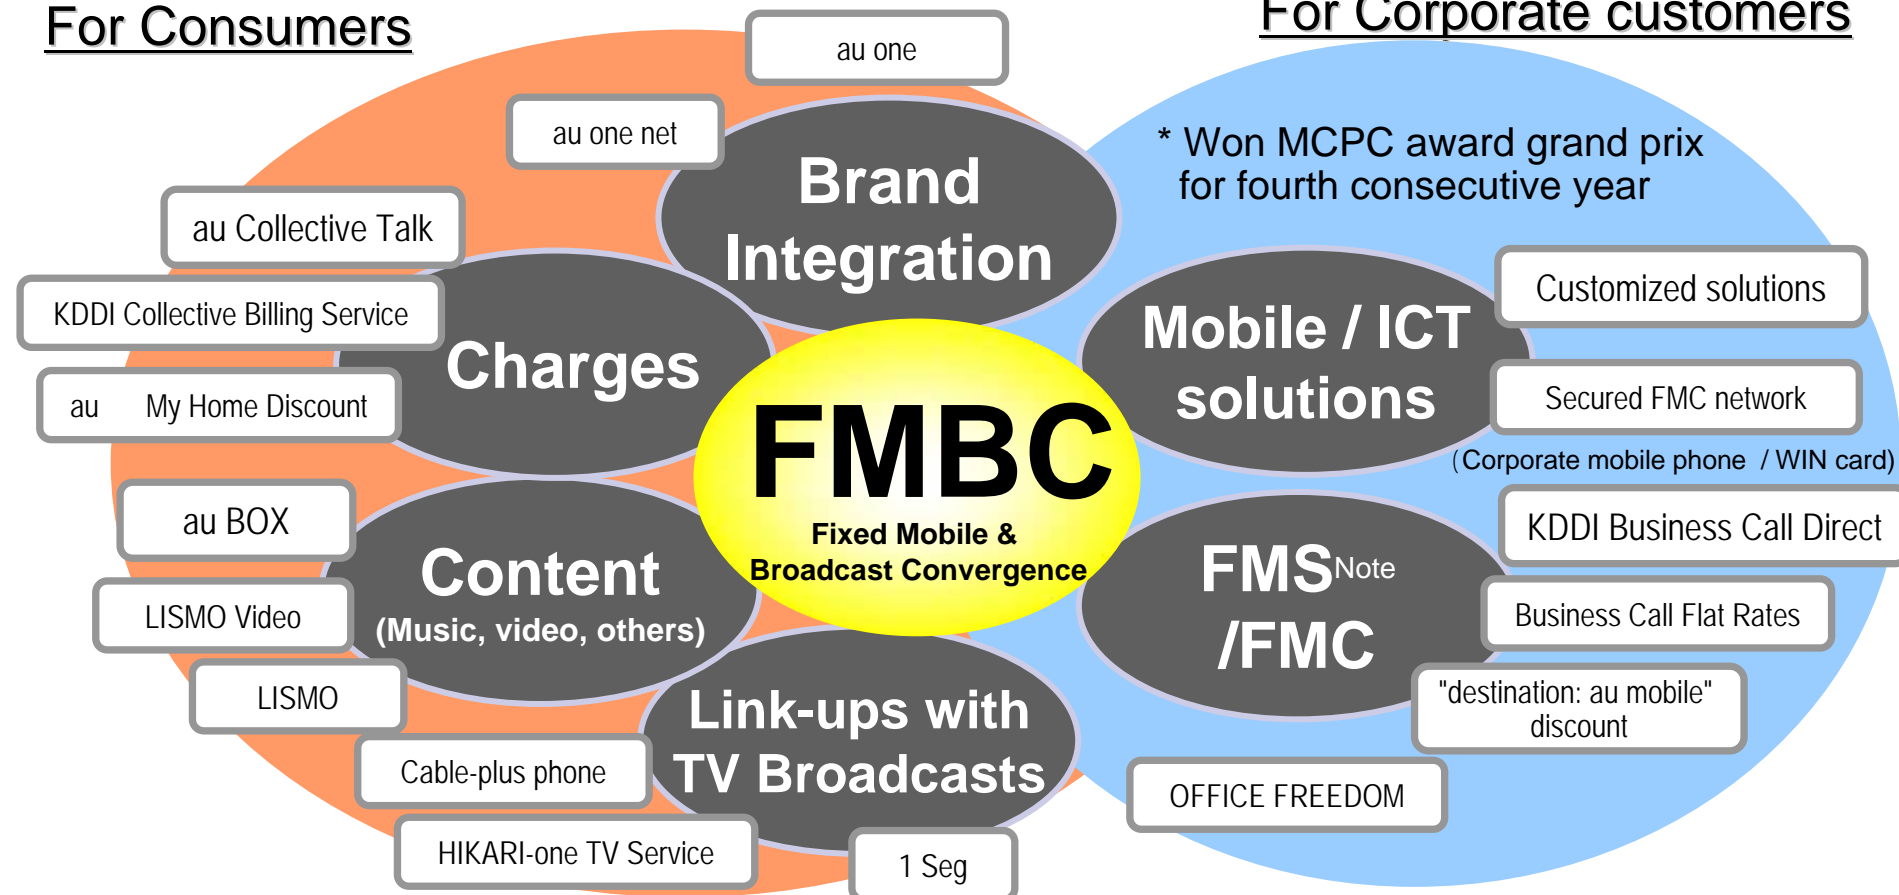 For Consumers
For Corporate customers
au one
au one net
Brand
Integration
* Won MCPC award grand prix
for fourth consecutive year
au Collective Talk
KDDI Collective Billing Service
au My Home Discount
Charges
Mobile / ICT
solutions
Customized solutions
Secured FMC network
(Corporate mobile phone / WIN card)
FMBC
Fixed Mobile &
Broadcast Convergence
au BOX
LISMO Video
LISMO
Content
(Music, video, others)
FMS Note
/FMC
KDDI Business Call Direct
Business Call Flat Rates
"destination: au mobile"
discount
OFFICE FREEDOM
Link-ups with
TV Broadcasts
Cable-plus phone
HIKARI-one TV Service
1 Seg